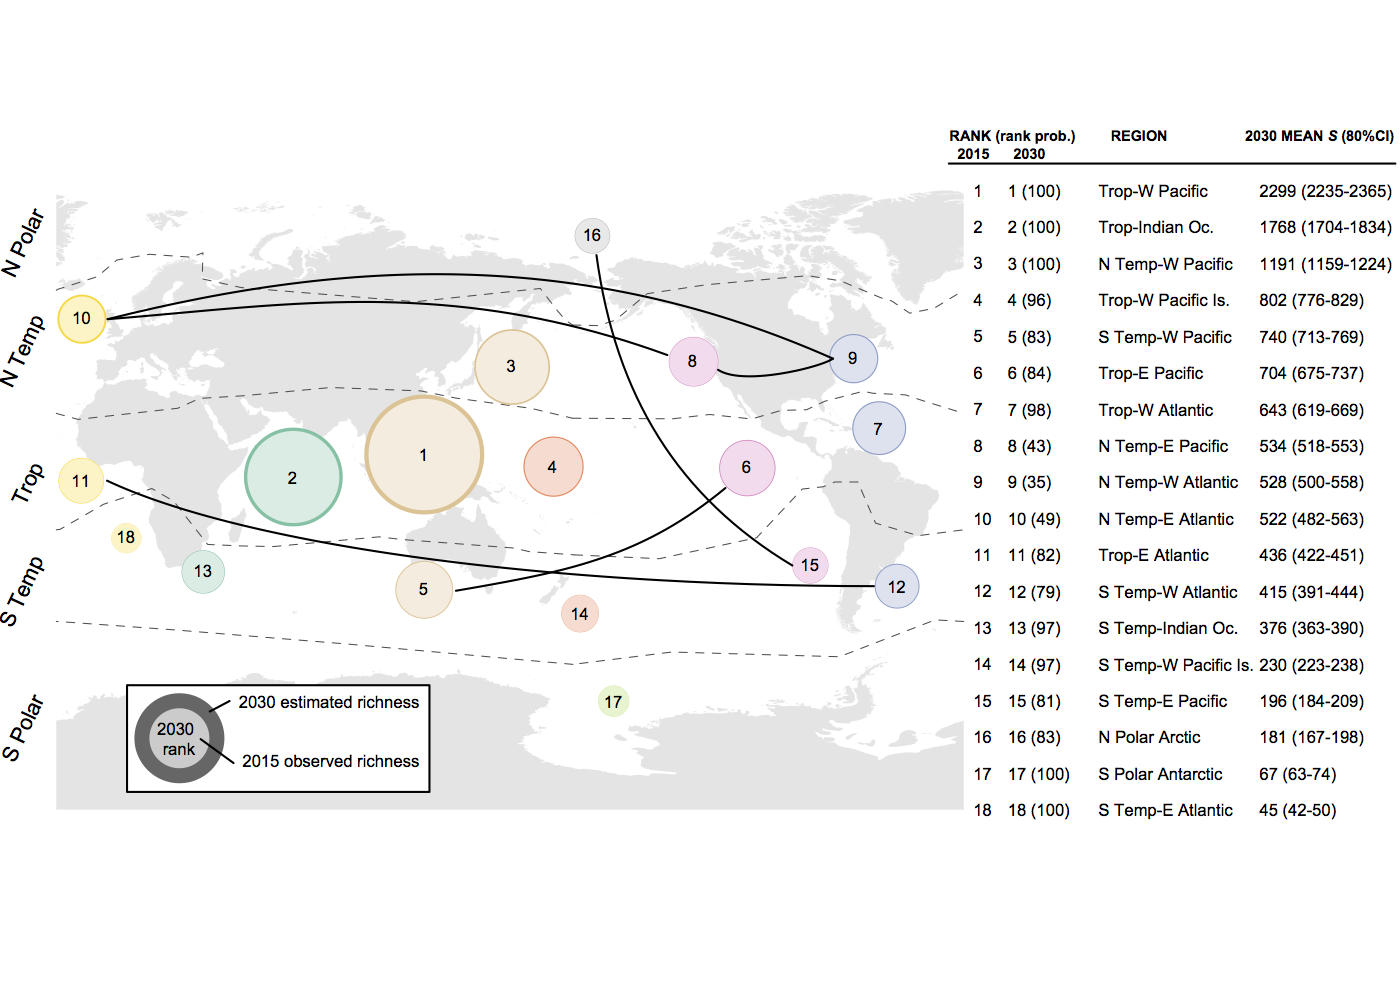 RANK (rank prob.) REGION 2030 MEAN S (80%CI)
2015 2030
1 1 (100) Trop-W Pacific 2299 (2235-2365)
2 2 (100) Trop-Indian Oc. 1768 (1704-1834)
3 3 (100) N Temp-W Pacific 1191 (1159-1224)
4 4 (96) Trop-W Pacific Is. 802 (776-829)
5 5 (83) S Temp-W Pacific 740 (713-769)
6 6 (84) Trop-E Pacific 704 (675-737)
7 7 (98) Trop-W Atlantic 643 (619-669)
8 8 (43) N Temp-E Pacific 534 (518-553)
9 9 (35) N Temp-W Atlantic 528 (500-558)
10 10 (49) N Temp-E Atlantic 522 (482-563)
11 11 (82) Trop-E Atlantic 436 (422-451)
12 12 (79) S Temp-W Atlantic 415 (391-444)
13 13 (97) S Temp-Indian Oc. 376 (363-390)
14 14 (97) S Temp-W Pacific Is. 230 (223-238)
15 15 (81) S Temp-E Pacific 196 (184-209)
16 16 (83) N Polar Arctic 181 (167-198)
17 17 (100) S Polar Antarctic 67 (63-74)
18 18 (100) S Temp-E Atlantic 45 (42-50)
N Polar
N Temp
Trop
S Temp
S Polar
16
10
3
8
9
7
1
2
4
6
11
18
13
5
14
15
12
17
2030 estimated richness
2030
rank
2015 observed richness